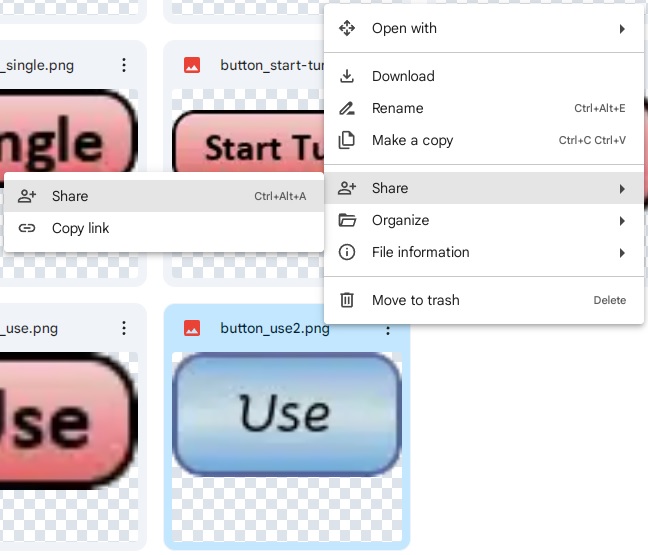 _single.png
button_start-tu
ngle
Start Tu
Open with
Download
Rename Ctrl+Alt+E
Make a copy Ctrl+C Ctrl+V
Share
Organize
File information
Move to trash Delete
Share Ctrl+Alt+A
Copy link
_use.png
button_use2.png
Use
Use